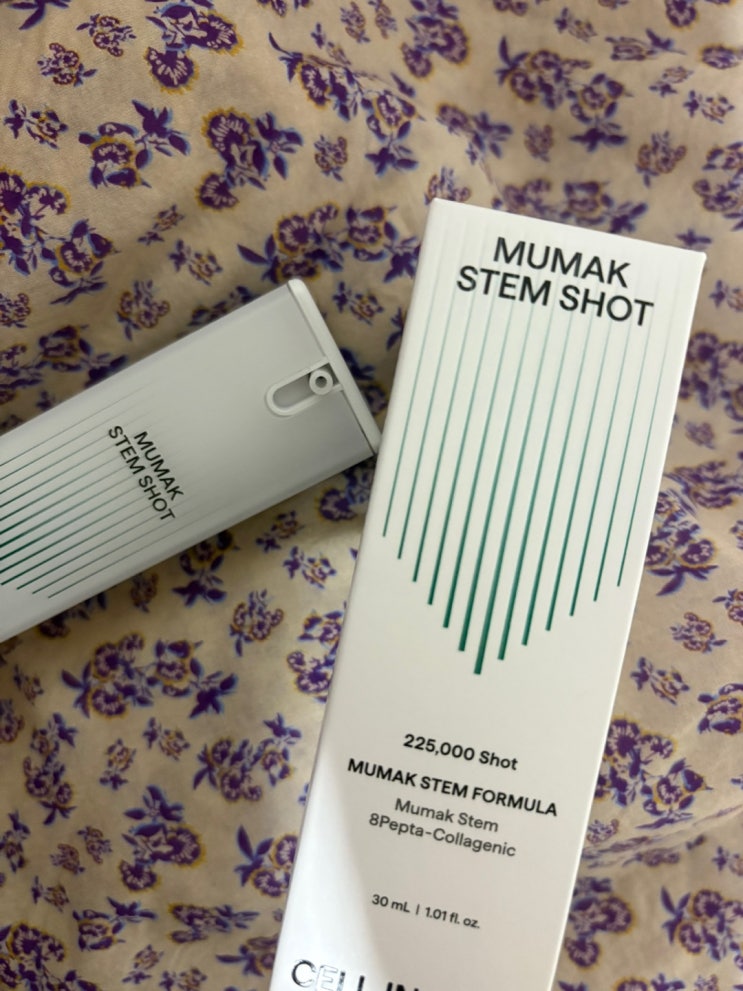 MUMAK
STEM SHOT
225,000 Shot
MUMAK STEM FORMULA
Mumak Stem
8Pepta-Collagenic
30 mL | 1.01 fl. oz.
MUMAK
STEM SHOT